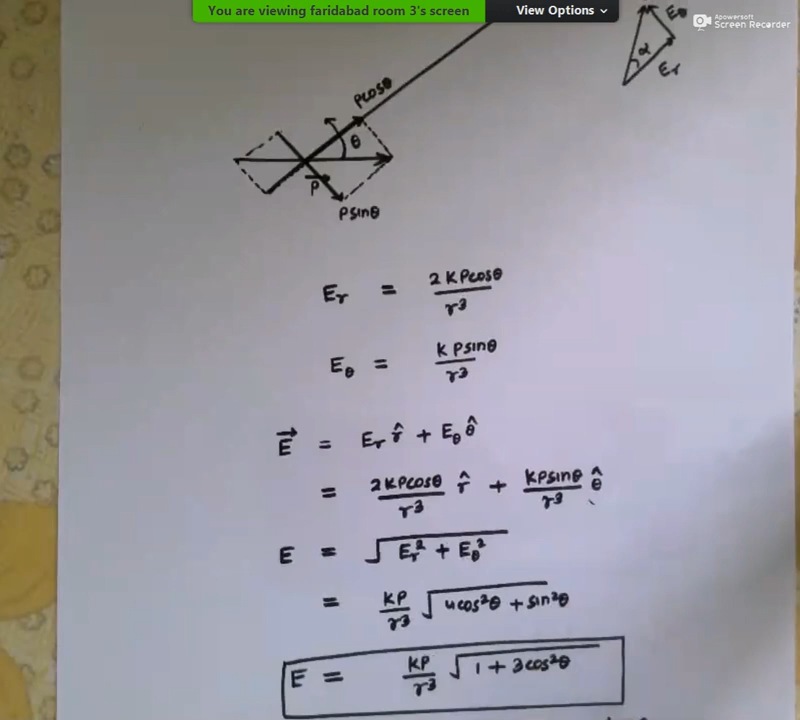 You are viewing faridabad room 3's screen
View Options
Apowersoft
Screen Recorder
Eθ
α
Er
Pcosθ
θ
P
Psinθ
Er = 2KPcosθ / r³
Eθ = KPsinθ / r³
E⃗ = Er r̂ + Eθ θ̂
= 2KPcosθ / r³ r̂ + KPsinθ / r³ θ̂
E = √(Er² + Eθ²)
= KP / r³ √(4cos²θ + sin²θ)
E = KP / r³ √(1 + 3cos²θ)